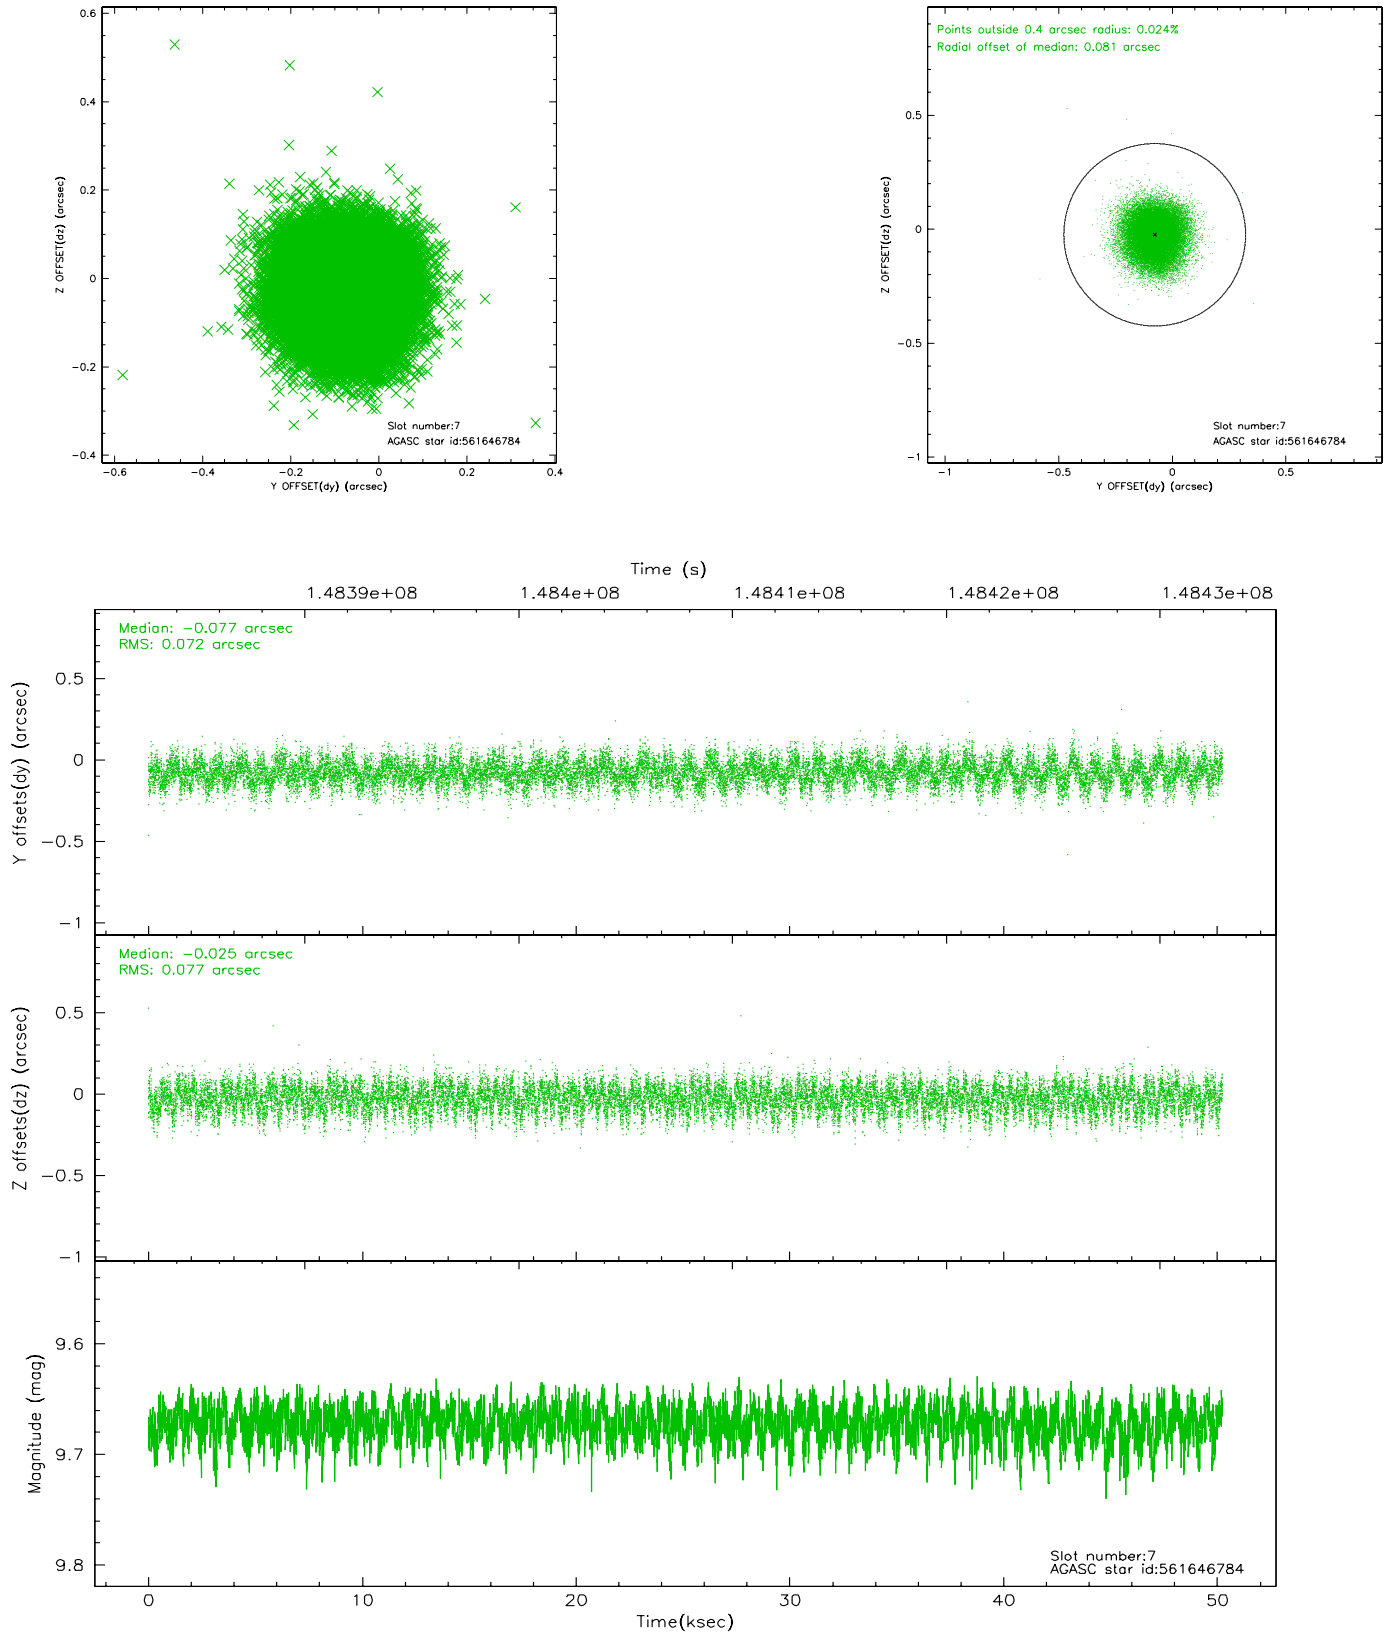 0.6
0.4
0.2
0
−0.2
−0.4
Z OFFSET(dz) (arcsec)
Slot number:7
AGASC star id:561646784
−0.6 −0.4 −0.2 0 0.2 0.4
Y OFFSET(dy) (arcsec)
Points outside 0.4 arcsec radius: 0.024%
Radial offset of median: 0.081 arcsec
0.5
0
−0.5
−1
Z OFFSET(dz) (arcsec)
Slot number:7
AGASC star id:561646784
−1 −0.5 0 0.5
Y OFFSET(dy) (arcsec)
Time (s)
1.4839e+08 1.484e+08 1.4841e+08 1.4842e+08 1.4843e+08
Median: −0.077 arcsec
RMS: 0.072 arcsec
0.5
0
−0.5
−1
Y offsets(dy) (arcsec)
Median: −0.025 arcsec
RMS: 0.077 arcsec
0.5
0
−0.5
−1
Z offsets(dz) (arcsec)
9.6
9.7
9.8
Magnitude (mag)
Slot number:7
AGASC star id:561646784
0 10 20 30 40 50
Time(ksec)